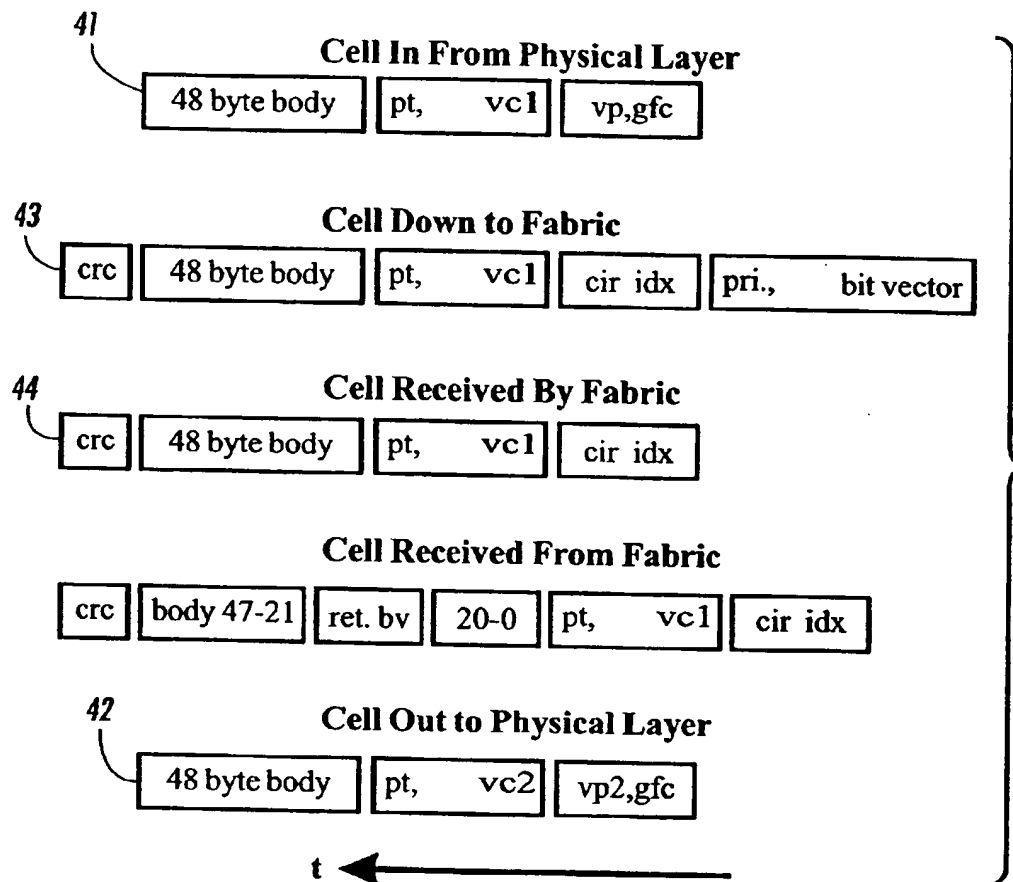 41
Cell In From Physical Layer
48 byte body pt, vc1 vp,gfc
43
Cell Down to Fabric
crc 48 byte body pt, vc1 cir idx pri., bit vector
44
Cell Received By Fabric
crc 48 byte body pt, vc1 cir idx
Cell Received From Fabric
crc body 47-21 ret. bv 20-0 pt, vc1 cir idx
42
Cell Out to Physical Layer
48 byte body pt, vc2 vp2,gfc
t